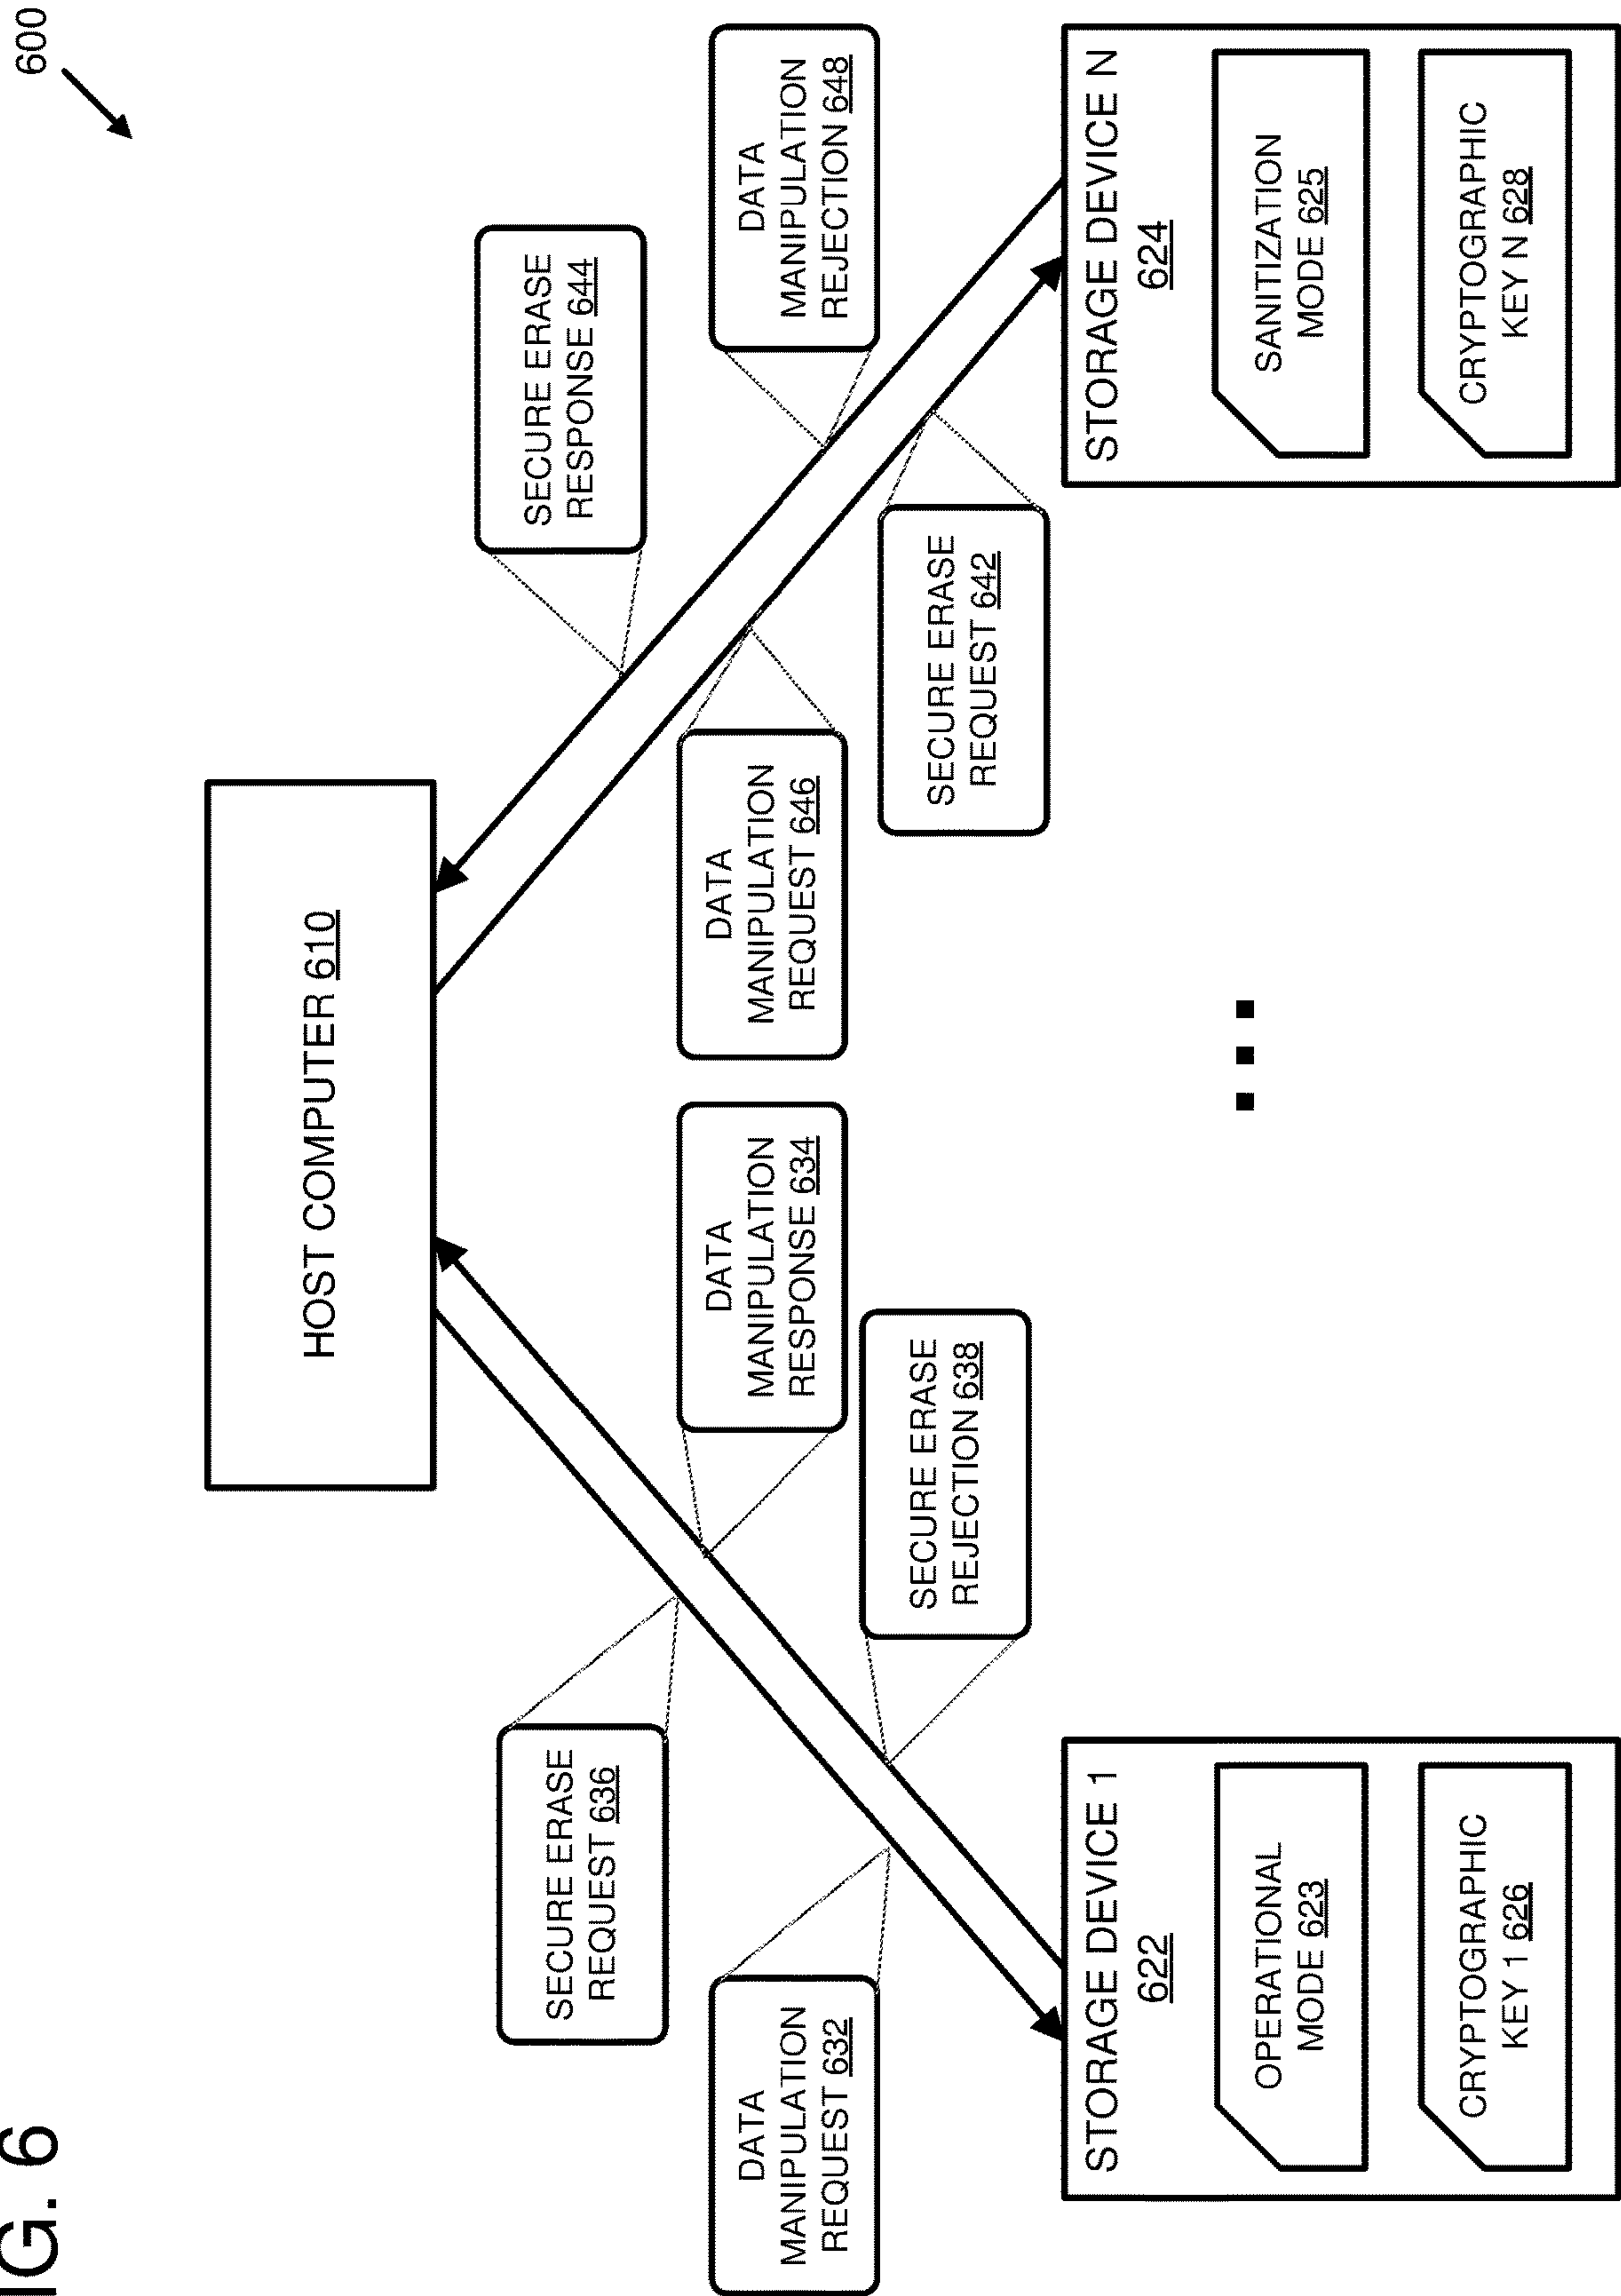 IG. 6
600
HOST COMPUTER 610
SECURE ERASE
REQUEST 636
DATA
MANIPULATION
REQUEST 632
DATA
MANIPULATION
RESPONSE 634
SECURE ERASE
REJECTION 638
SECURE ERASE
RESPONSE 644
DATA
MANIPULATION
REJECTION 648
DATA
MANIPULATION
REQUEST 646
SECURE ERASE
REQUEST 642
STORAGE DEVICE 1
622
OPERATIONAL
MODE 623
CRYPTOGRAPHIC
KEY 1 626
STORAGE DEVICE N
624
SANITIZATION
MODE 625
CRYPTOGRAPHIC
KEY N 628